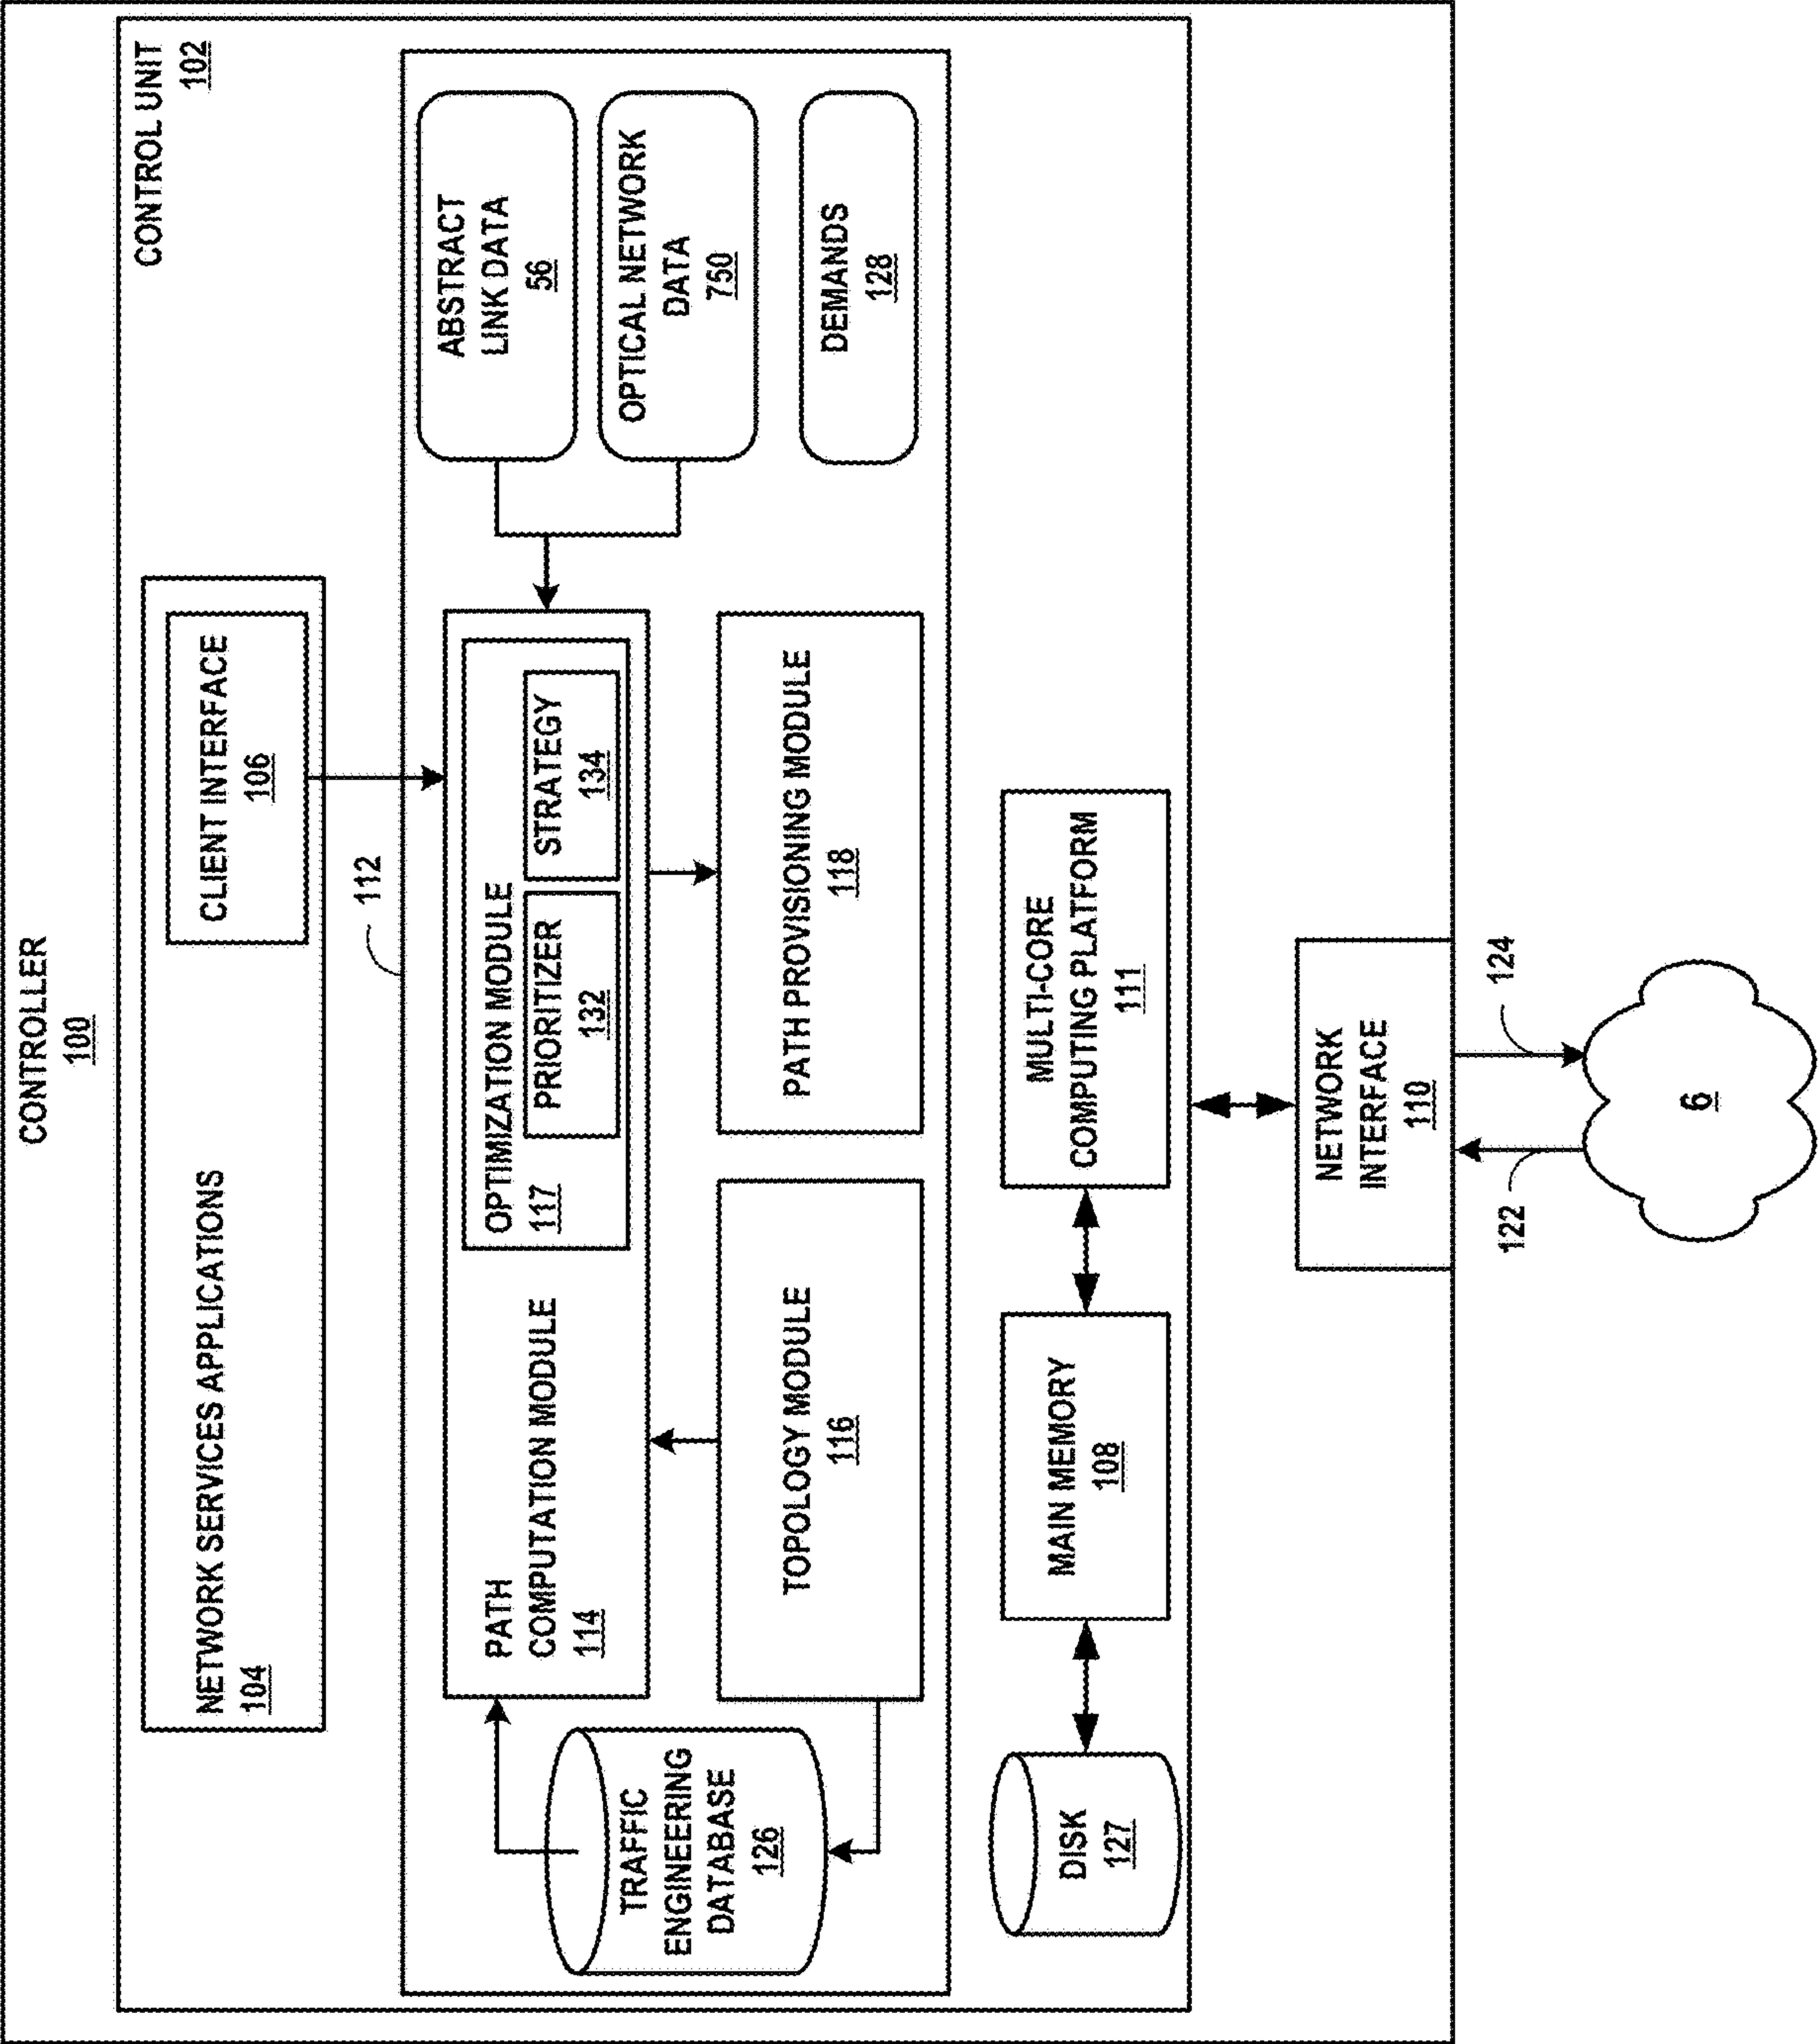 CONTROLLER
100
CONTROL UNIT
102
NETWORK SERVICES APPLICATIONS
104
CLIENT INTERFACE
106
112
PATH
COMPUTATION MODULE
114
OPTIMIZATION MODULE
117
PRIORITIZER
132
STRATEGY
134
ABSTRACT
LINK DATA
56
OPTICAL NETWORK
DATA
750
DEMANDS
128
TRAFFIC
ENGINEERING
DATABASE
126
TOPOLOGY MODULE
116
PATH PROVISIONING MODULE
118
DISK
127
MAIN MEMORY
108
MULTI-CORE
COMPUTING PLATFORM
111
NETWORK
INTERFACE
110
122
124
6